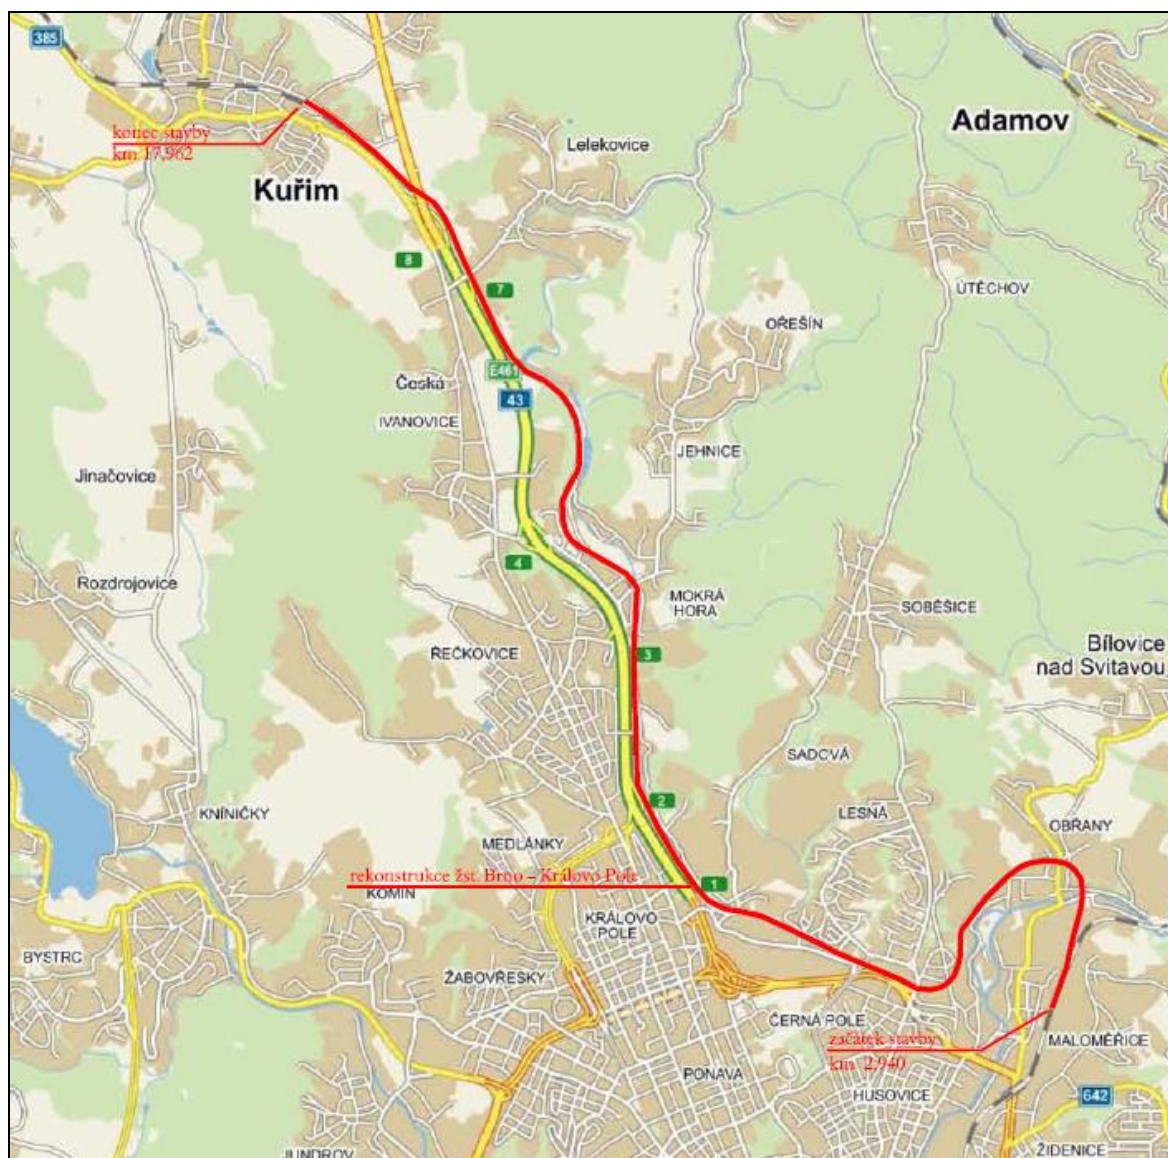 385
Adamov
konec stavby
km 17,962
Lelekovice
Kuřim
8
ÚTĚCHOV
7
OŘEŠÍN
E461
Česká
43
IVANOVICE
JEHNICE
Jinačovice
4
Rozdrojovice
MOKRÁ
HORA
SOBĚŠICE
Bílovice
nad Svitavou
ŘEČKOVICE
3
SADOVÁ
2
KNÍNIČKY
LESNÁ
OBŘANY
MEDLÁNKY
rekonstrukce žst. Brno – Královo Pole
1
KOMÍN
KRÁLOVO
POLE
BYSTRC
ŽABOVŘESKY
ČERNÁ POLE
začátek stavby
km 2,940
MALOMĚŘICE
PONAVA
HUSOVICE
642
JUNDROV
ŽIDENICE